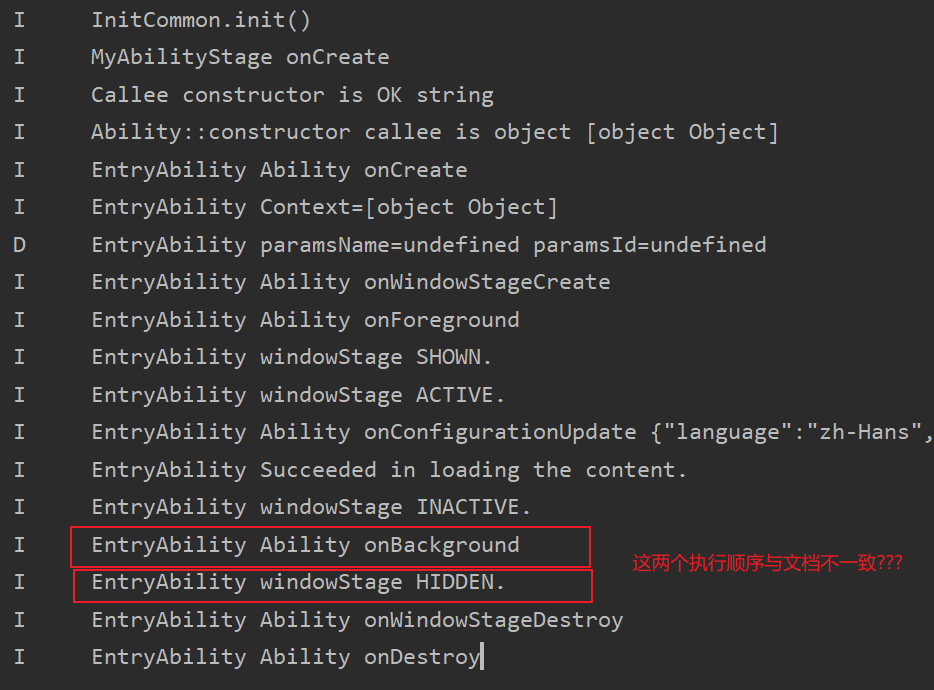 I InitCommon.init()
I MyAbilityStage onCreate
I Callee constructor is OK string
I Ability::constructor callee is object [object Object]
I EntryAbility Ability onCreate
I EntryAbility Context=[object Object]
D EntryAbility paramsName=undefined paramsId=undefined
I EntryAbility Ability onWindowStageCreate
I EntryAbility Ability onForeground
I EntryAbility windowStage SHOWN.
I EntryAbility windowStage ACTIVE.
I EntryAbility Ability onConfigurationUpdate {"language":"zh-Hans",
I EntryAbility Succeeded in loading the content.
I EntryAbility windowStage INACTIVE.
I EntryAbility Ability onBackground
这两个执行顺序与文档不一致???
I EntryAbility windowStage HIDDEN.
I EntryAbility Ability onWindowStageDestroy
I EntryAbility Ability onDestroy